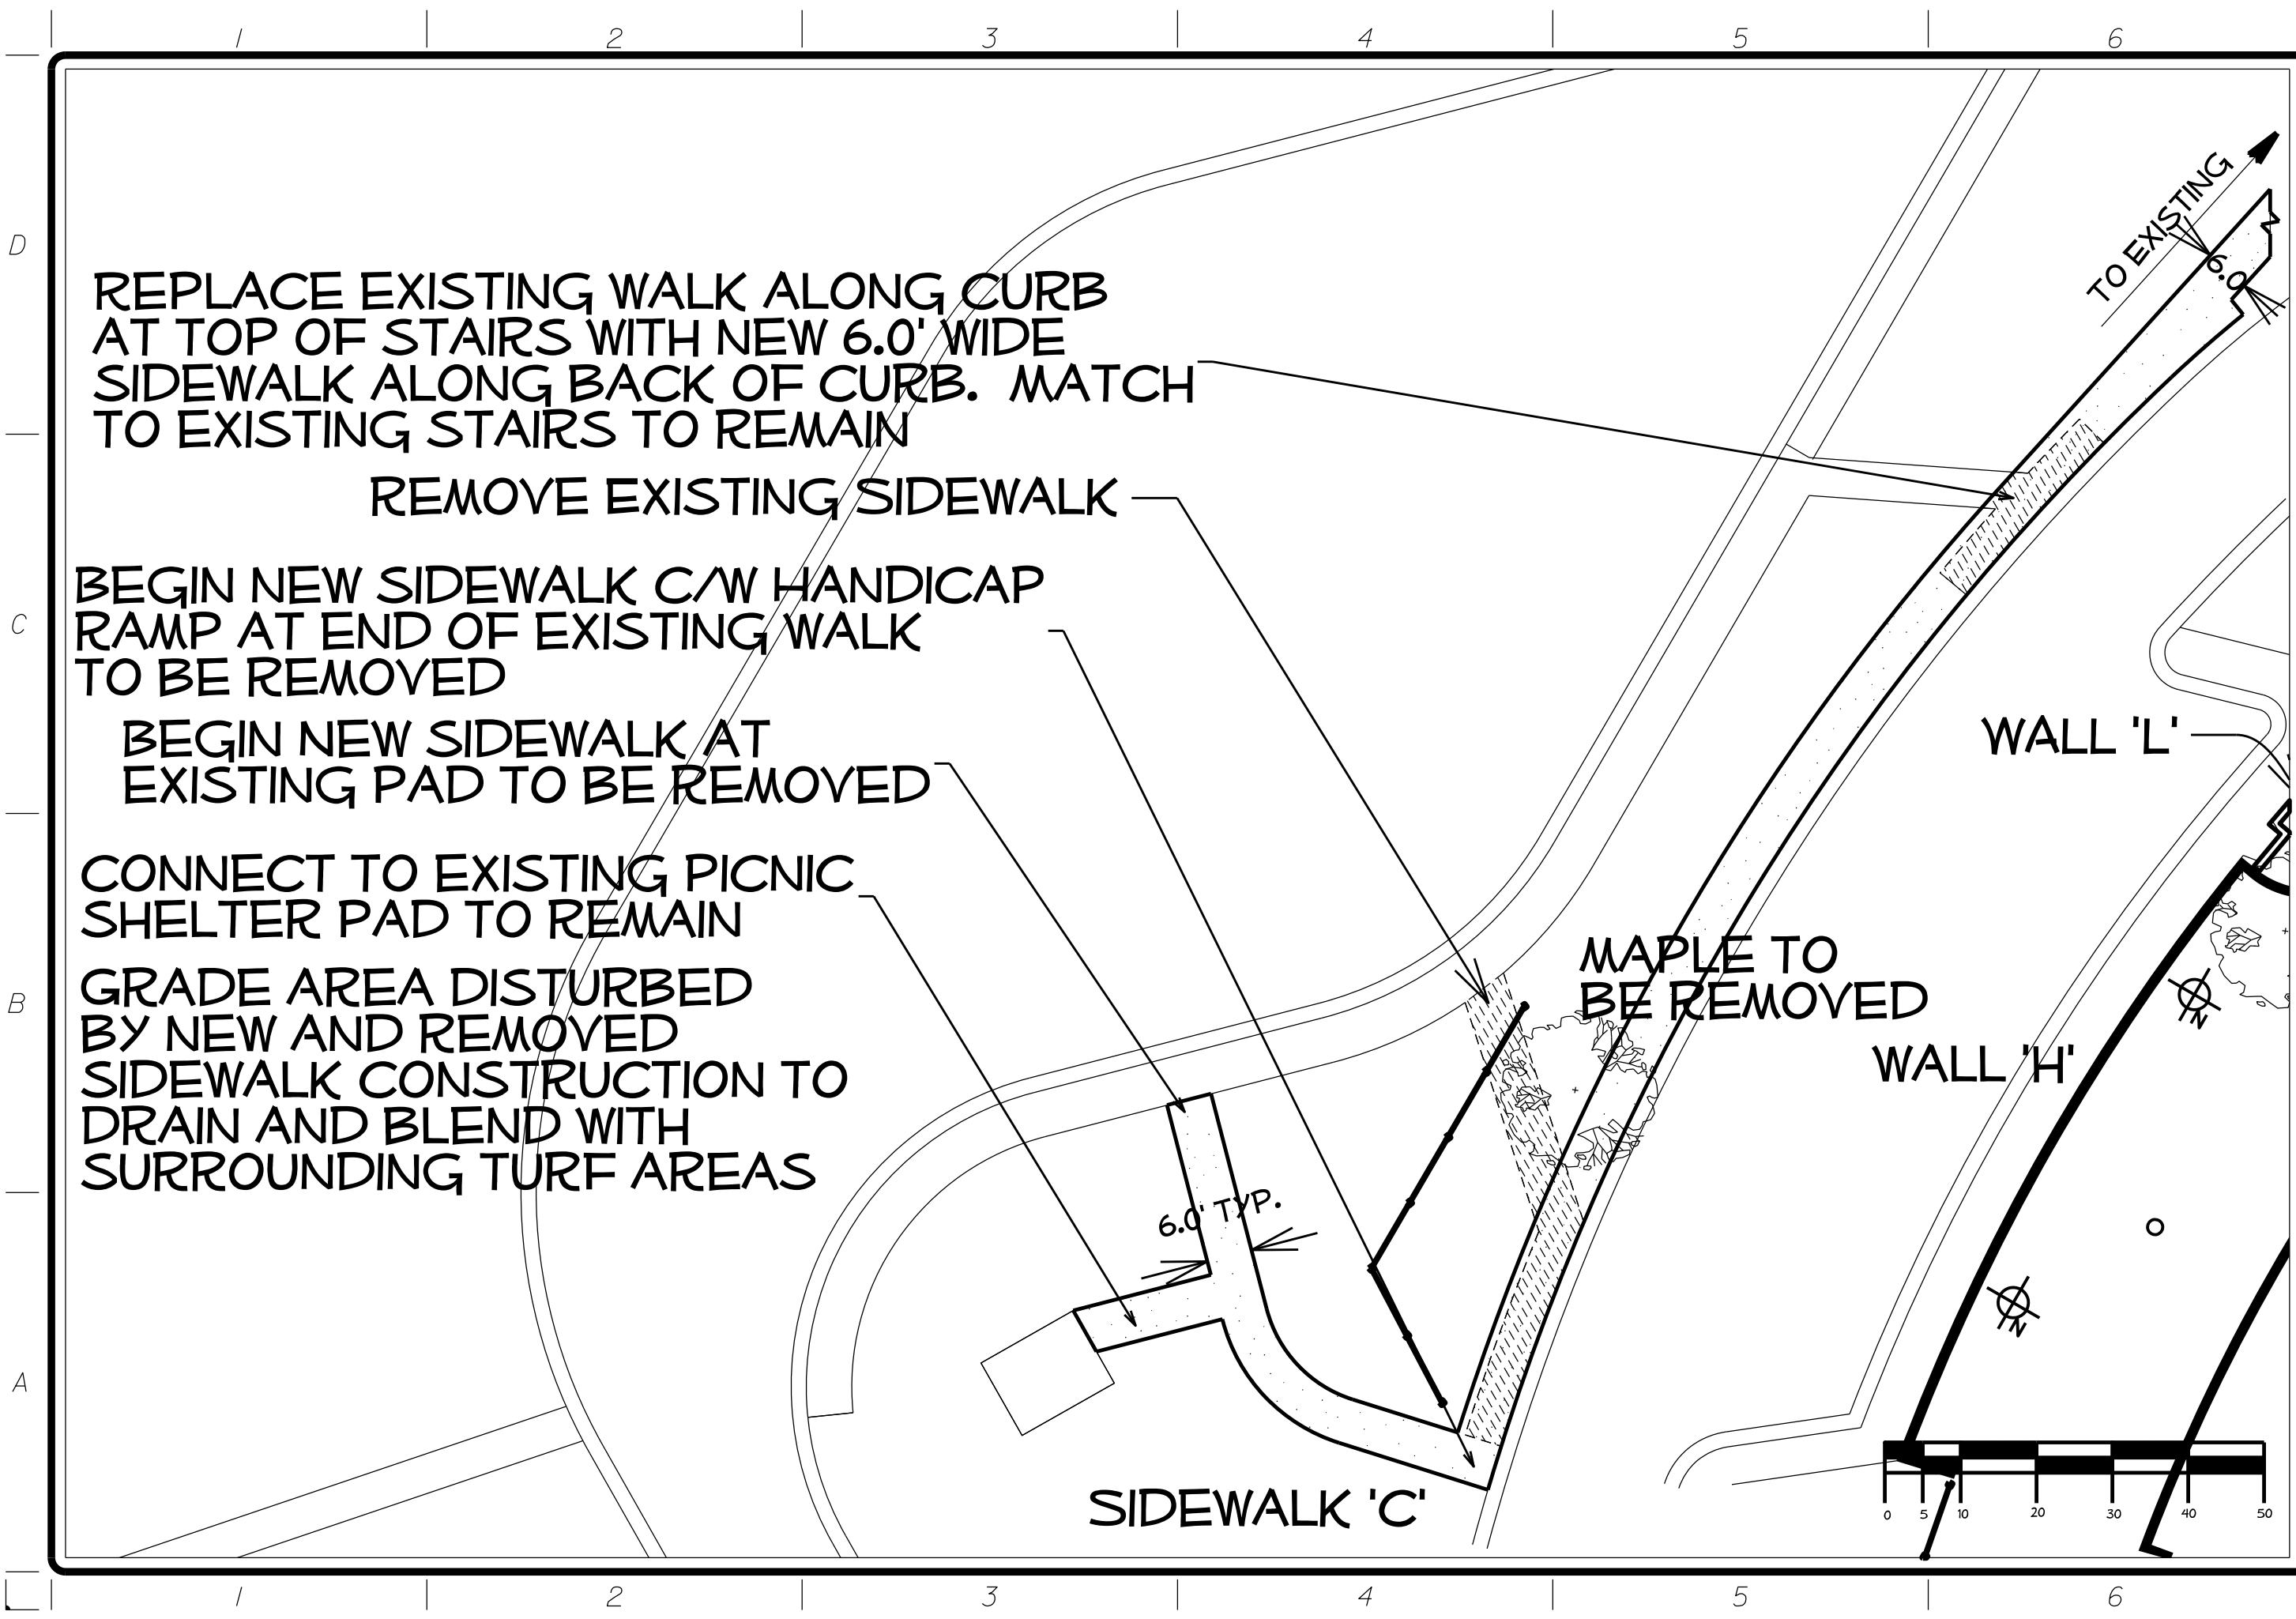 1 2 3 4 5 6
D
TO EXISTING
6.0
REPLACE EXISTING WALK ALONG CURB
AT TOP OF STAIRS WITH NEW 6.0' WIDE
SIDEWALK ALONG BACK OF CURB. MATCH
TO EXISTING STAIRS TO REMAIN
REMOVE EXISTING SIDEWALK
C
BEGIN NEW SIDEWALK C/W HANDICAP
RAMP AT END OF EXISTING WALK
TO BE REMOVED
BEGIN NEW SIDEWALK AT
EXISTING PAD TO BE REMOVED
WALL 'L'
CONNECT TO EXISTING PICNIC
SHELTER PAD TO REMAIN
MAPLE TO
BE REMOVED
B
GRADE AREA DISTURBED
BY NEW AND REMOVED
SIDEWALK CONSTRUCTION TO
DRAIN AND BLEND WITH
SURROUNDING TURF AREAS
N
WALL 'H'
6.0' TYP.
N
A
SIDEWALK 'C'
0 5 10 20 30 40 50
1 2 3 4 5 6